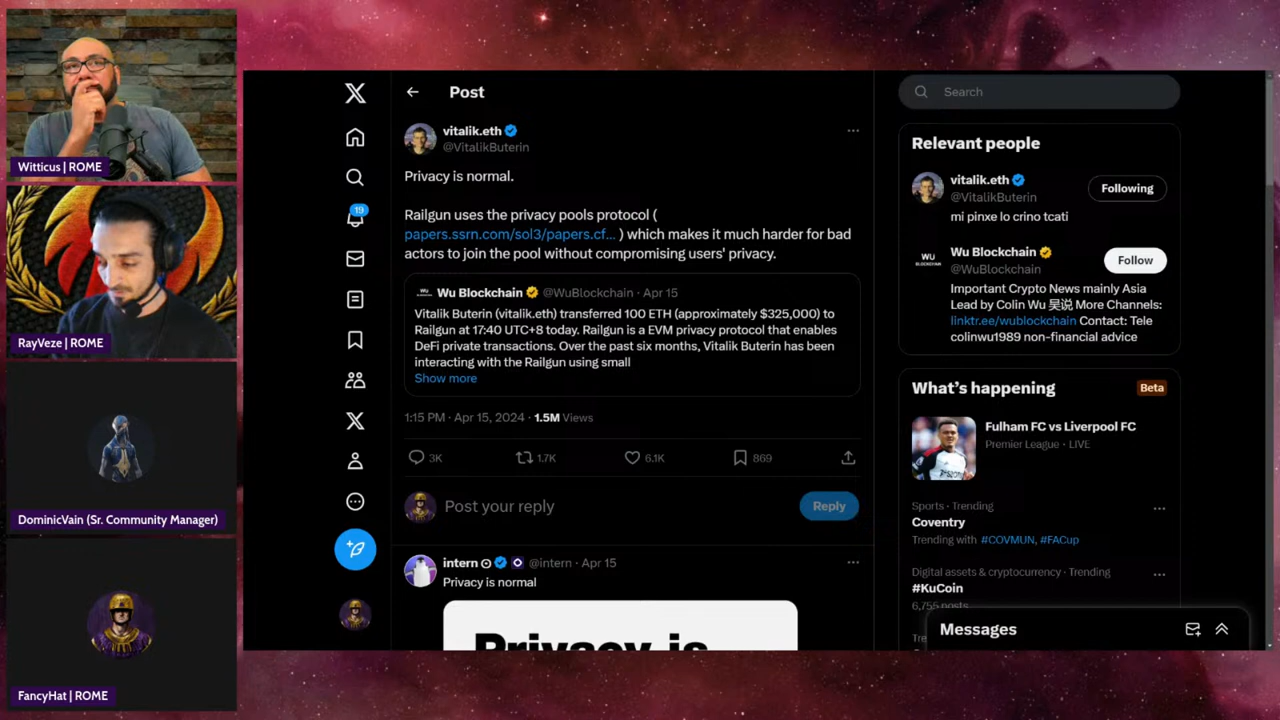 Witticus | ROME
RayVeze | ROME
DominicVain (Sr. Community Manager)
FancyHat | ROME
19
Post
vitalik.eth
@VitalikButerin
Privacy is normal.
Railgun uses the privacy pools protocol (
papers.ssrn.com/sol3/papers.cf... ) which makes it much harder for bad
actors to join the pool without compromising users' privacy.
Wu Blockchain @WuBlockchain · Apr 15
Vitalik Buterin (vitalik.eth) transferred 100 ETH (approximately $325,000) to
Railgun at 17:40 UTC+8 today. Railgun is a EVM privacy protocol that enables
DeFi private transactions. Over the past six months, Vitalik Buterin has been
interacting with the Railgun using small
Show more
1:15 PM · Apr 15, 2024 · 1.5M Views
3K 1.7K 6.1K 869
Post your reply
Reply
intern @intern · Apr 15
Privacy is normal
Privacy is
Search
Relevant people
vitalik.eth
@VitalikButerin
Following
mi pinxe lo crino tcati
WU
BLOCKCHAIN
Wu Blockchain
@WuBlockchain
Follow
Important Crypto News mainly Asia
Lead by Colin Wu 吴说 More Channels:
linktr.ee/wublockchain Contact: Tele
colinwu1989 non-financial advice
What's happening
Beta
Fulham FC vs Liverpool FC
Premier League · LIVE
Sports · Trending
Coventry
Trending with #COVMUN, #FACup
Digital assets & cryptocurrency · Trending
#KuCoin
6,755 posts
Tre
Messages